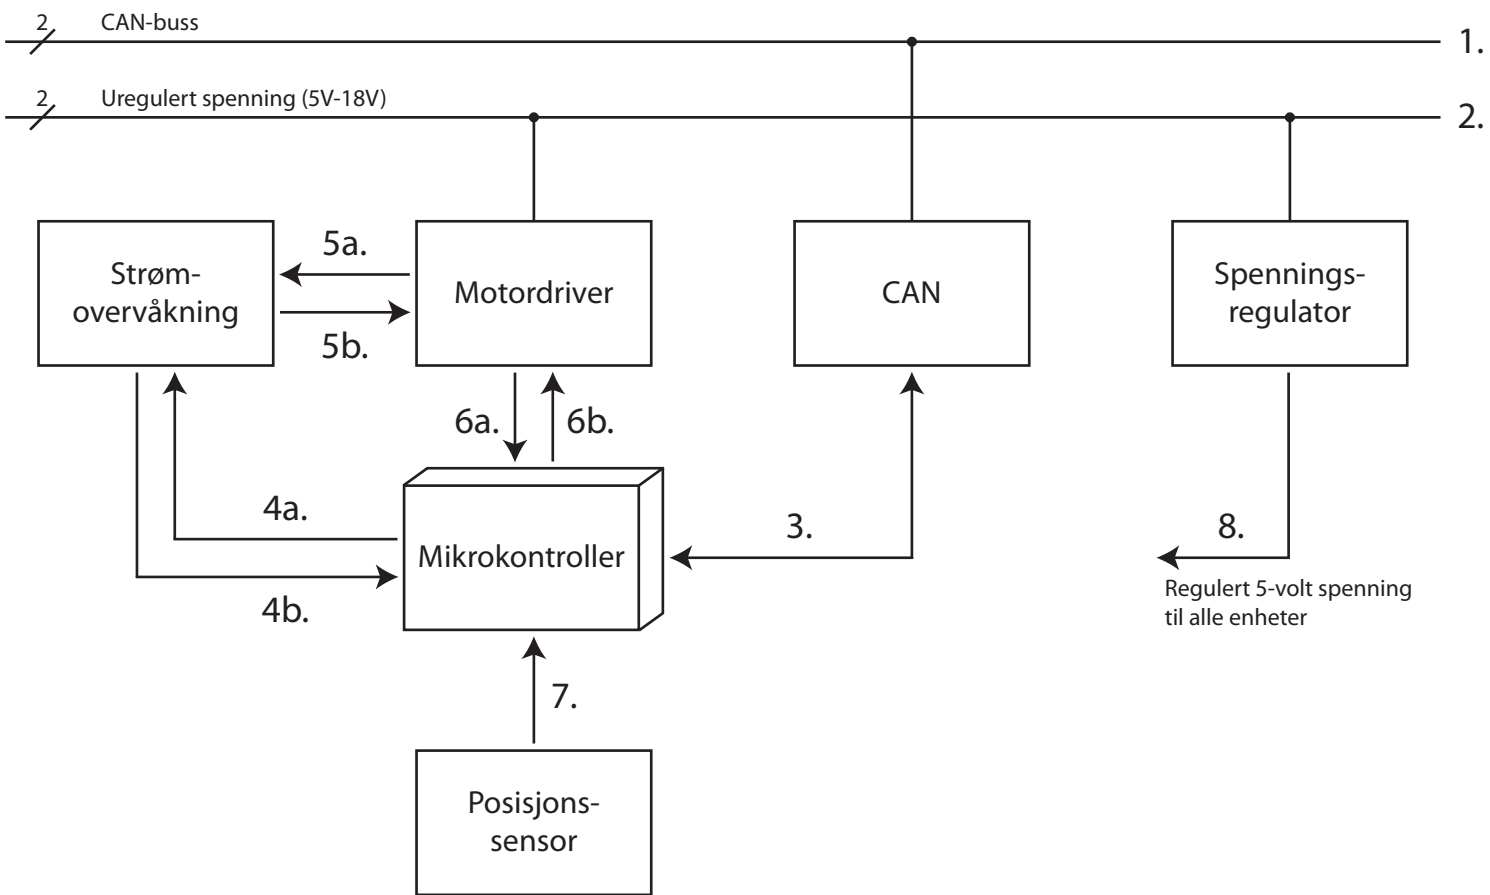 2
CAN-buss
1.
2
Uregulert spenning (5V-18V)
2.
Strøm-
overvåkning
5a.
5b.
Motordriver
CAN
Spennings-
regulator
6a.
6b.
4a.
4b.
Mikrokontroller
3.
8.
Regulert 5-volt spenning
til alle enheter
7.
Posisjons-
sensor